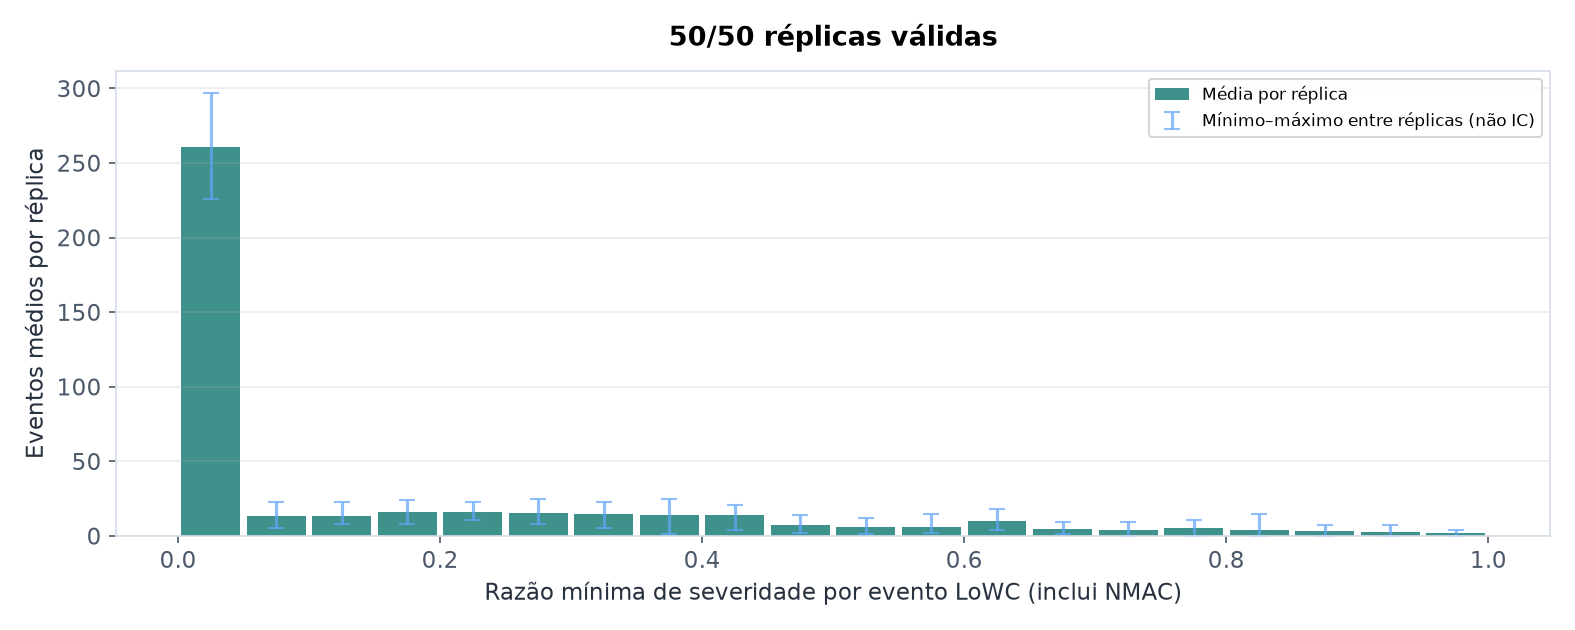 50/50 réplicas válidas
Eventos médios por réplica
300
250
200
150
100
50
0
Média por réplica
Mínimo–máximo entre réplicas (não IC)
0.0 0.2 0.4 0.6 0.8 1.0
Razão mínima de severidade por evento LoWC (inclui NMAC)